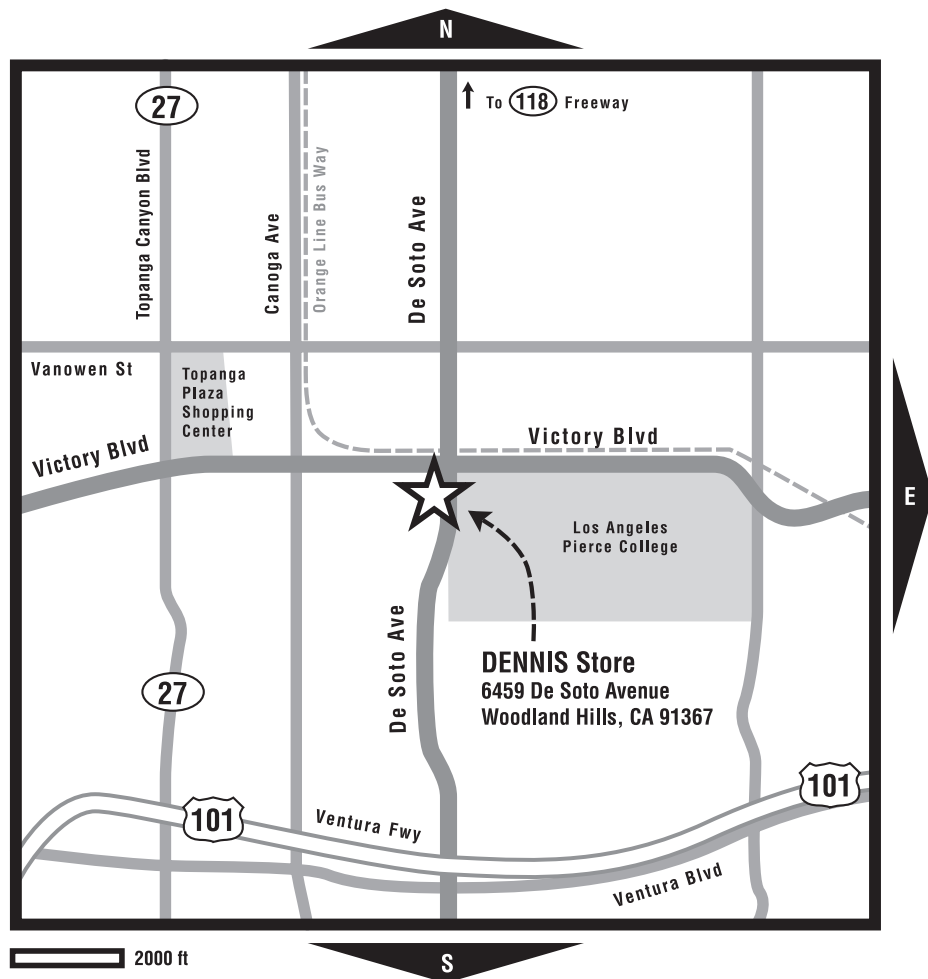 N
27
To 118 Freeway
Topanga Canyon Blvd
Canoga Ave
Orange Line Bus Way
De Soto Ave
Vanowen St
Topanga
Plaza
Shopping
Center
Victory Blvd
Victory Blvd
E
Los Angeles
Pierce College
De Soto Ave
DENNIS Store
6459 De Soto Avenue
Woodland Hills, CA 91367
27
101
101
Ventura Fwy
Ventura Blvd
2000 ft
S